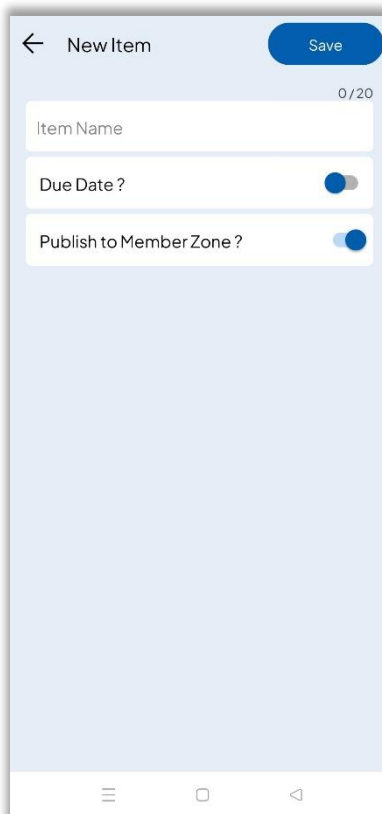 New Item
Save
0/20
Item Name
Due Date ?
Publish to Member Zone ?